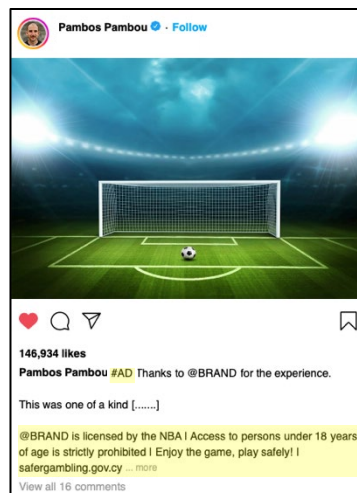 Pambos Pambou · Follow
146,934 likes
Pambos Pambou #AD Thanks to @BRAND for the experience.
This was one of a kind [.......]
@BRAND is licensed by the NBA I Access to persons under 18 years
of age is strictly prohibited I Enjoy the game, play safely! I
safergambling.gov.cy ... more
View all 16 comments